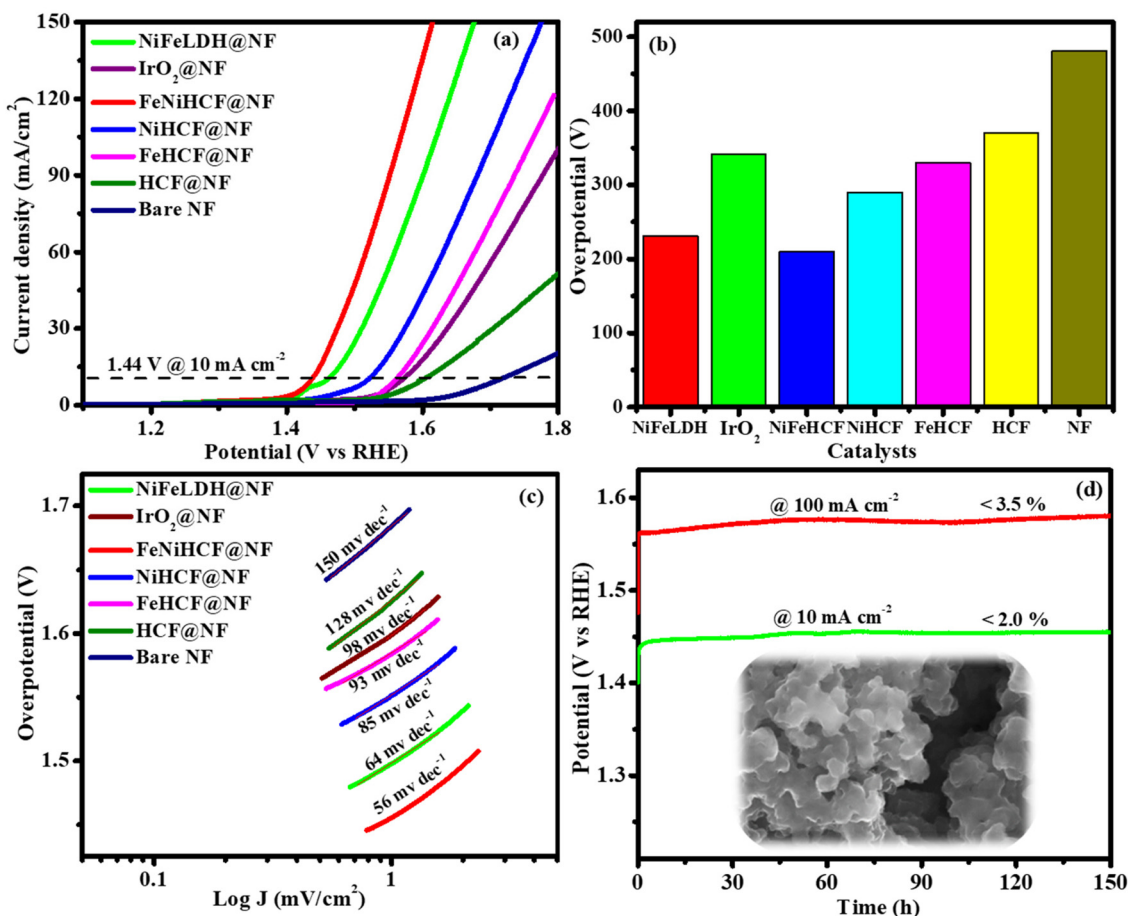 (a)
NiFeLDH@NF
IrO₂@NF
FeNiHCF@NF
NiHCF@NF
FeHCF@NF
HCF@NF
Bare NF
1.44 V @ 10 mA cm⁻²
150
120
90
60
30
0
Current density (mA/cm²)
1.2 1.4 1.6 1.8
Potential (V vs RHE)
(b)
500
400
300
200
100
0
Overpotential (V)
NiFeLDH IrO₂ NiFeHCF NiHCF FeHCF HCF NF
Catalysts
(c)
NiFeLDH@NF
IrO₂@NF
FeNiHCF@NF
NiHCF@NF
FeHCF@NF
HCF@NF
Bare NF
150 mv dec⁻¹
128 mv dec⁻¹
98 mv dec⁻¹
93 mv dec⁻¹
85 mv dec⁻¹
64 mv dec⁻¹
56 mv dec⁻¹
1.7
1.6
1.5
Overpotential (V)
0.1 1
Log J (mV/cm²)
(d)
@ 100 mA cm⁻² < 3.5 %
@ 10 mA cm⁻² < 2.0 %
1.6
1.5
1.4
1.3
Potential (V vs RHE)
0 30 60 90 120 150
Time (h)